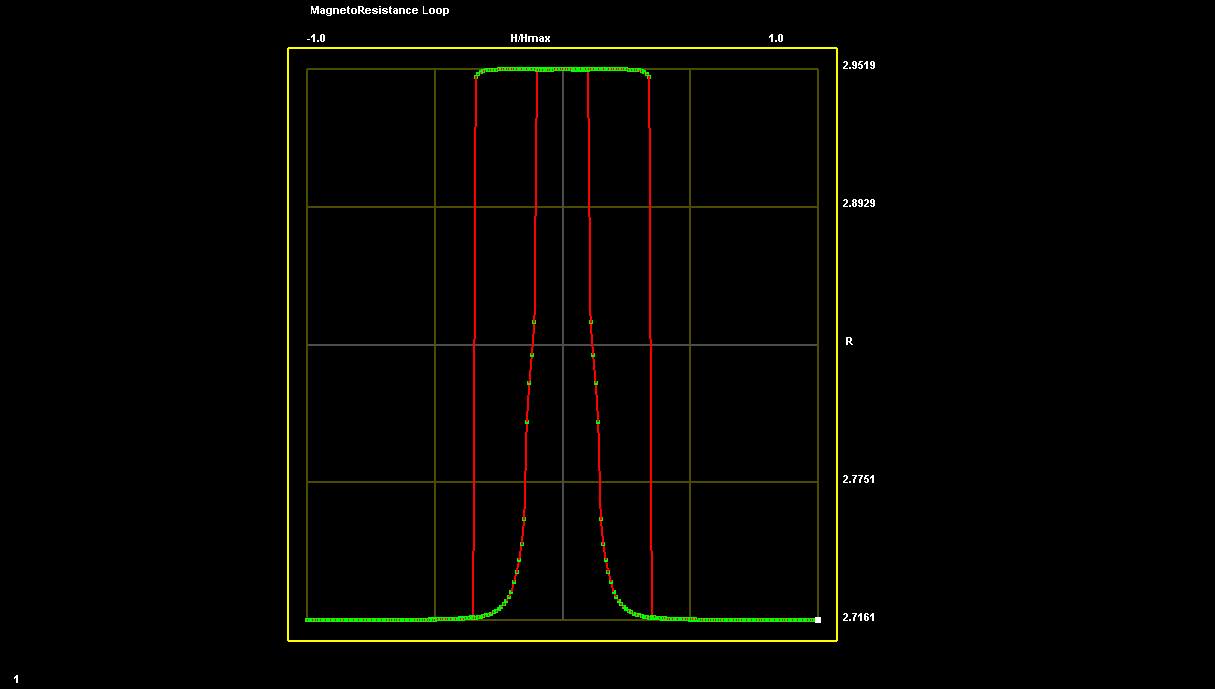 MagnetoResistance Loop
-1.0 H/Hmax 1.0
2.9519
2.8929
R
2.7751
2.7161
1